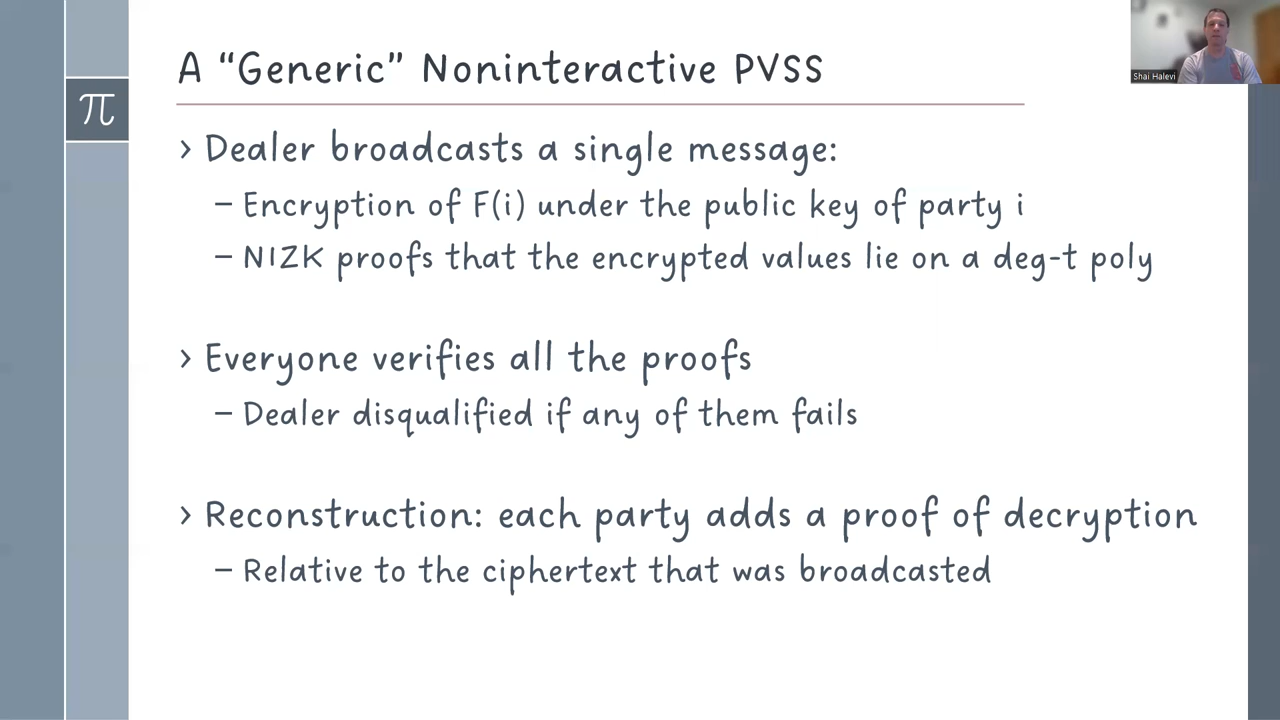 A “Generic” Noninteractive PVSS
Shai Halevi
π
› Dealer broadcasts a single message:
– Encryption of F(i) under the public key of party i
– NIZK proofs that the encrypted values lie on a deg-t poly
› Everyone verifies all the proofs
– Dealer disqualified if any of them fails
› Reconstruction: each party adds a proof of decryption
– Relative to the ciphertext that was broadcasted